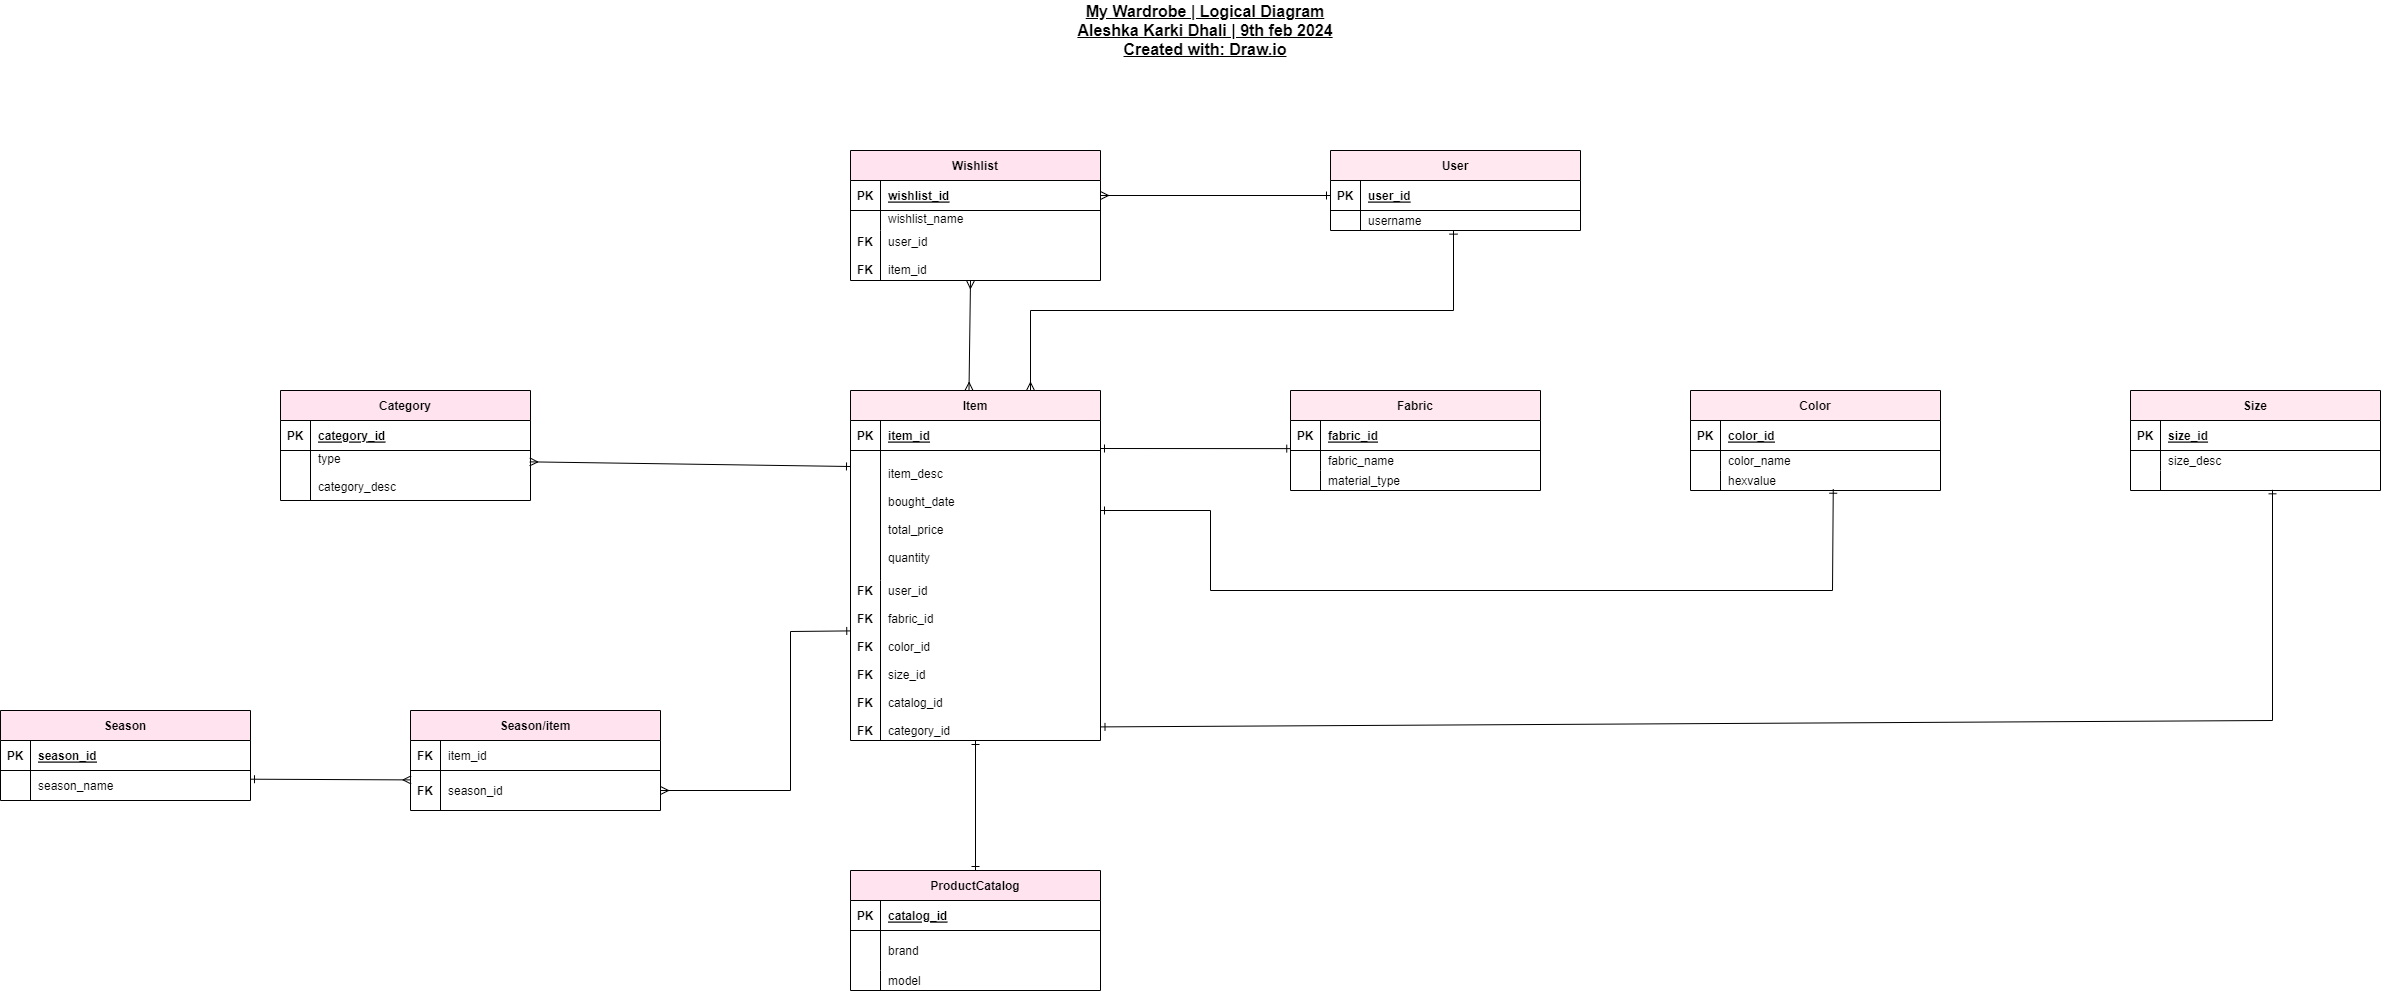 My Wardrobe | Logical Diagram
Aleshka Karki Dhali | 9th feb 2024
Created with: Draw.io
Wishlist
PK wishlist_id
wishlist_name
FK user_id
FK item_id
User
PK user_id
username
Category
PK category_id
type
category_desc
Item
PK item_id
item_desc
bought_date
total_price
quantity
FK user_id
FK fabric_id
FK color_id
FK size_id
FK catalog_id
FK category_id
Fabric
PK fabric_id
fabric_name
material_type
Color
PK color_id
color_name
hexvalue
Size
PK size_id
size_desc
Season
PK season_id
season_name
Season/item
FK item_id
FK season_id
ProductCatalog
PK catalog_id
brand
model